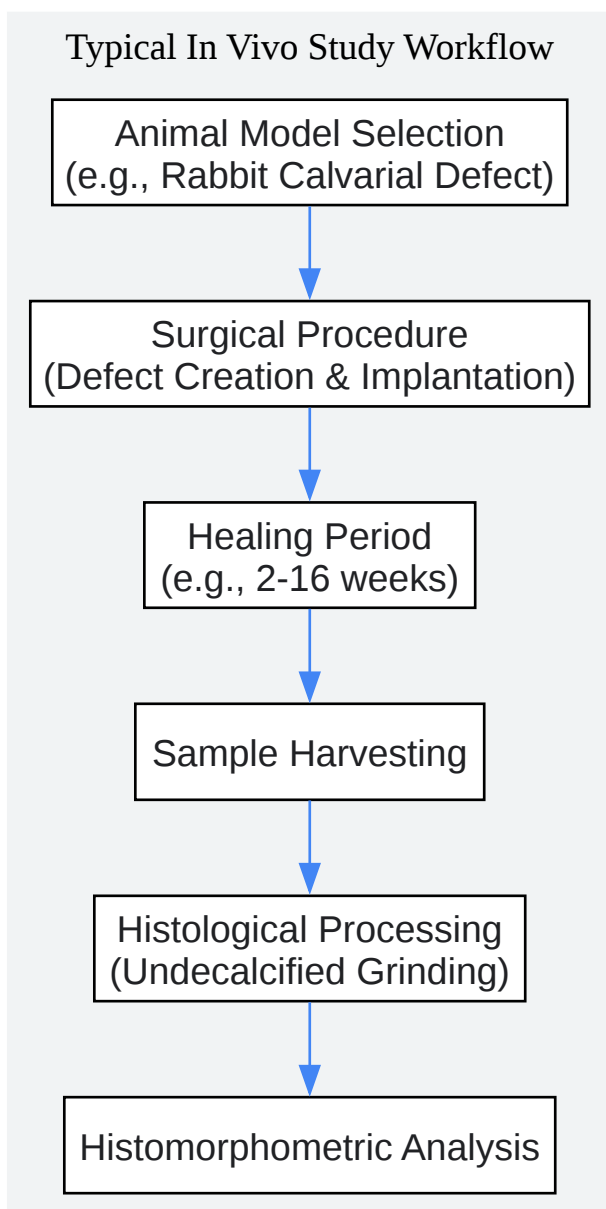 Typical In Vivo Study Workflow
Animal Model Selection
(e.g., Rabbit Calvarial Defect)
Surgical Procedure
(Defect Creation & Implantation)
Healing Period
(e.g., 2-16 weeks)
Sample Harvesting
Histological Processing
(Undecalcified Grinding)
Histomorphometric Analysis